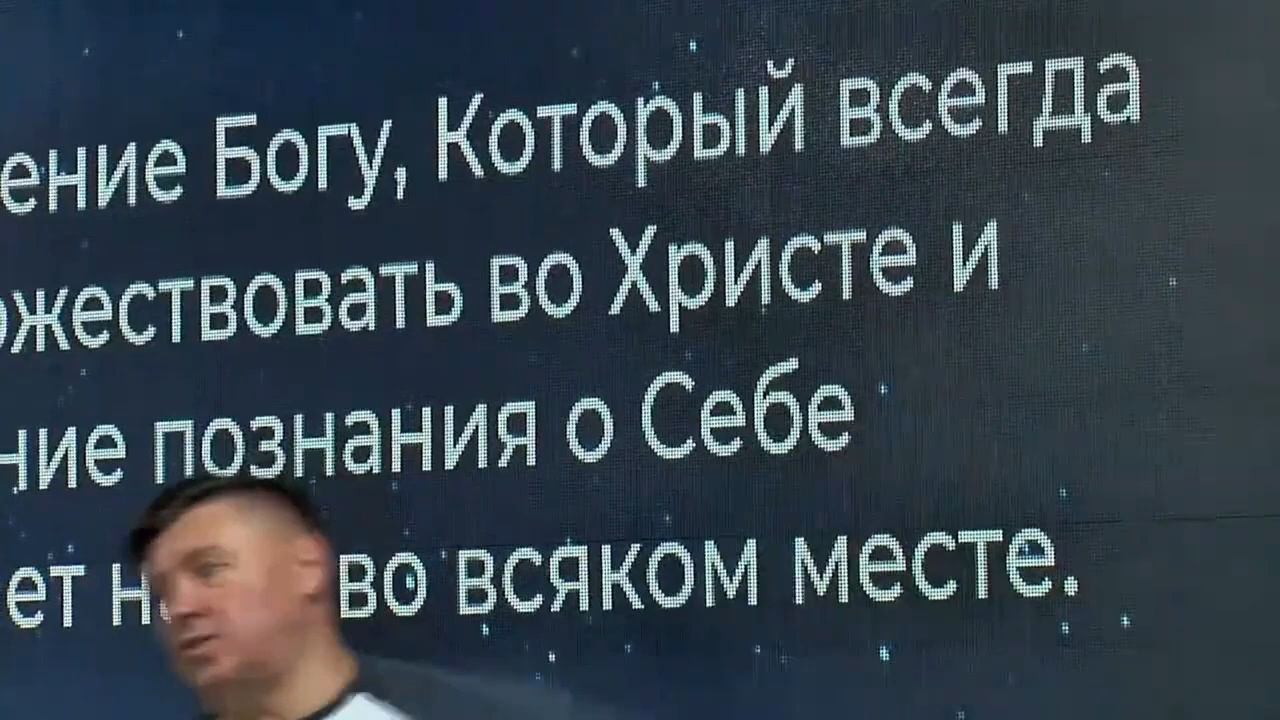 ение Богу, Который всегда
ожествовать во Христе и
ние познания о Себе
ет во всяком месте.